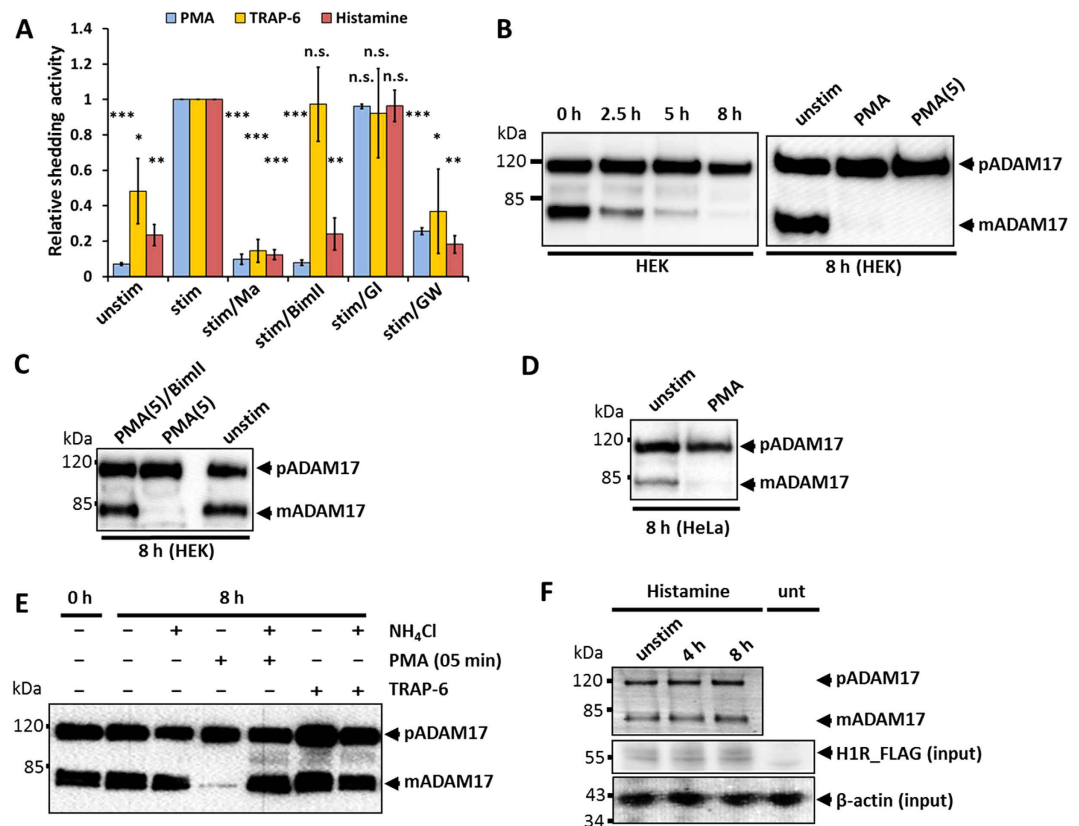 A
PMA TRAP-6 Histamine
Relative shedding activity
1.4
1.2
1
0.8
0.6
0.4
0.2
0
*** * **
*** *** ***
*** n.s. **
n.s. n.s. n.s.
*** * **
unstim stim stim/Ma stim/BimII stim/GI stim/GW
B
0 h 2.5 h 5 h 8 h
unstim PMA PMA(5)
kDa
120
85
pADAM17
mADAM17
HEK
8 h (HEK)
C
PMA(5)/BimII PMA(5) unstim
kDa
120
85
pADAM17
mADAM17
8 h (HEK)
D
unstim PMA
kDa
120
85
pADAM17
mADAM17
8 h (HeLa)
E
0 h 8 h
– – + – + – + NH₄Cl
– – – + + – – PMA (05 min)
– – – – – + + TRAP-6
kDa
120
85
pADAM17
mADAM17
F
Histamine unt
unstim 4 h 8 h
kDa
120 pADAM17
85 mADAM17
55 H1R_FLAG (input)
43 β-actin (input)
34